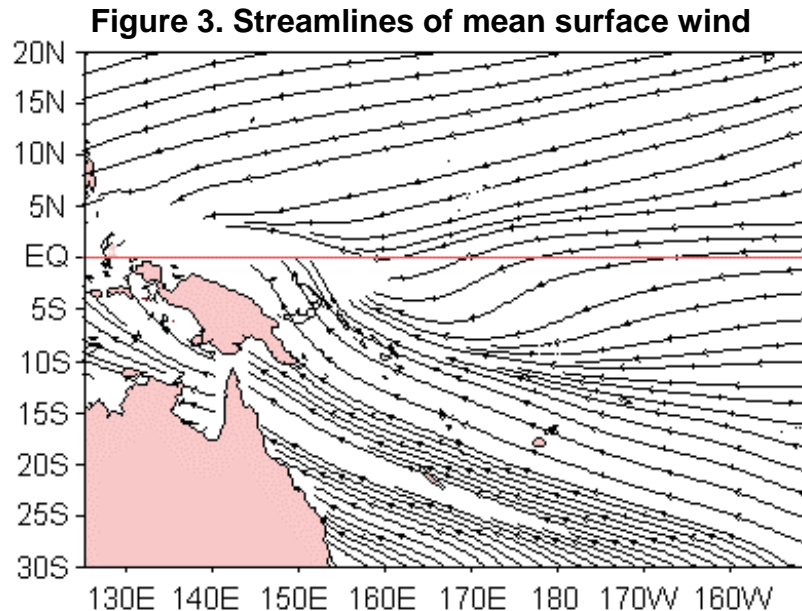 Figure 3. Streamlines of mean surface wind
20N
15N
10N
5N
EQ
5S
10S
15S
20S
25S
30S
130E 140E 150E 160E 170E 180 170W 160W